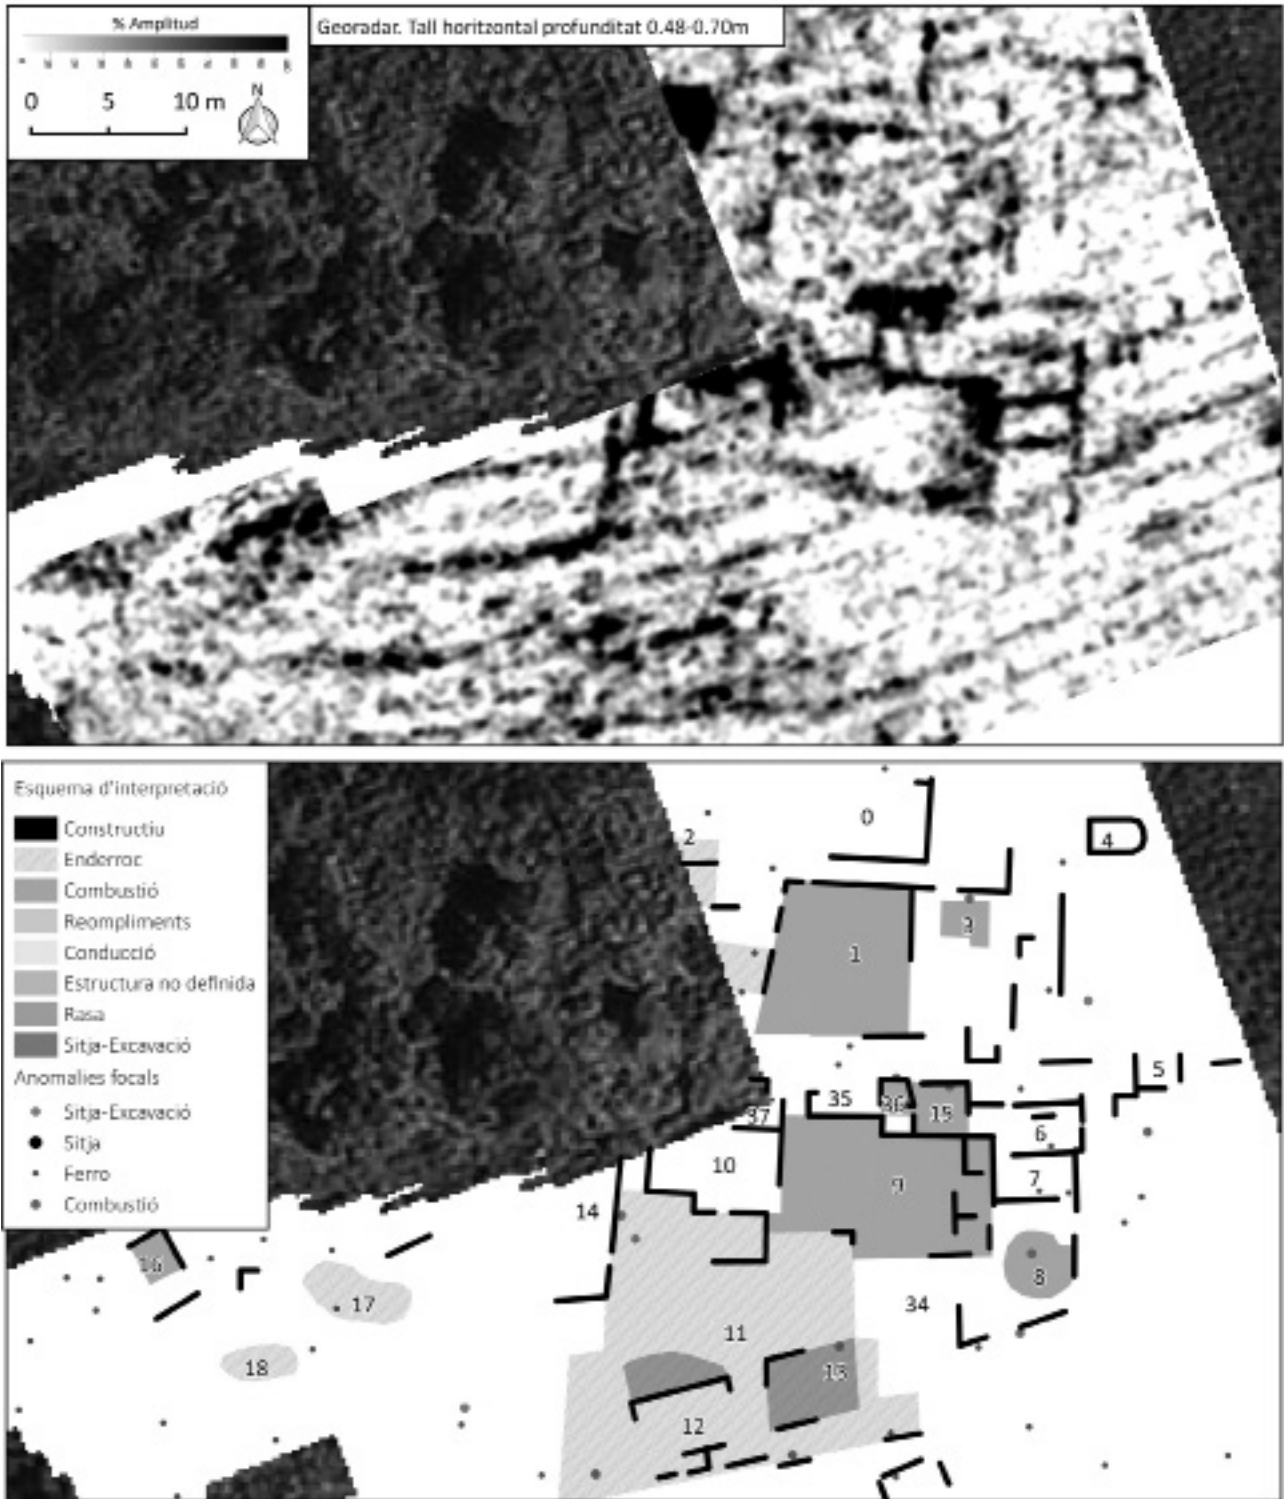 % Amplitud
Georadar. Tall horitzontal profunditat 0.48-0.70m
0 5 10 m
N
Esquema d'interpretació
Constructiu
Enderroc
Combustió
Reompliments
Conducció
Estructura no definida
Rasa
Sitja-Excavació
Anomalies focals
Sitja-Excavació
Sitja
Ferro
Combustió
0
2
4
3
1
5
35
36
15
37
6
10
9
7
14
16
8
17
34
11
18
13
12